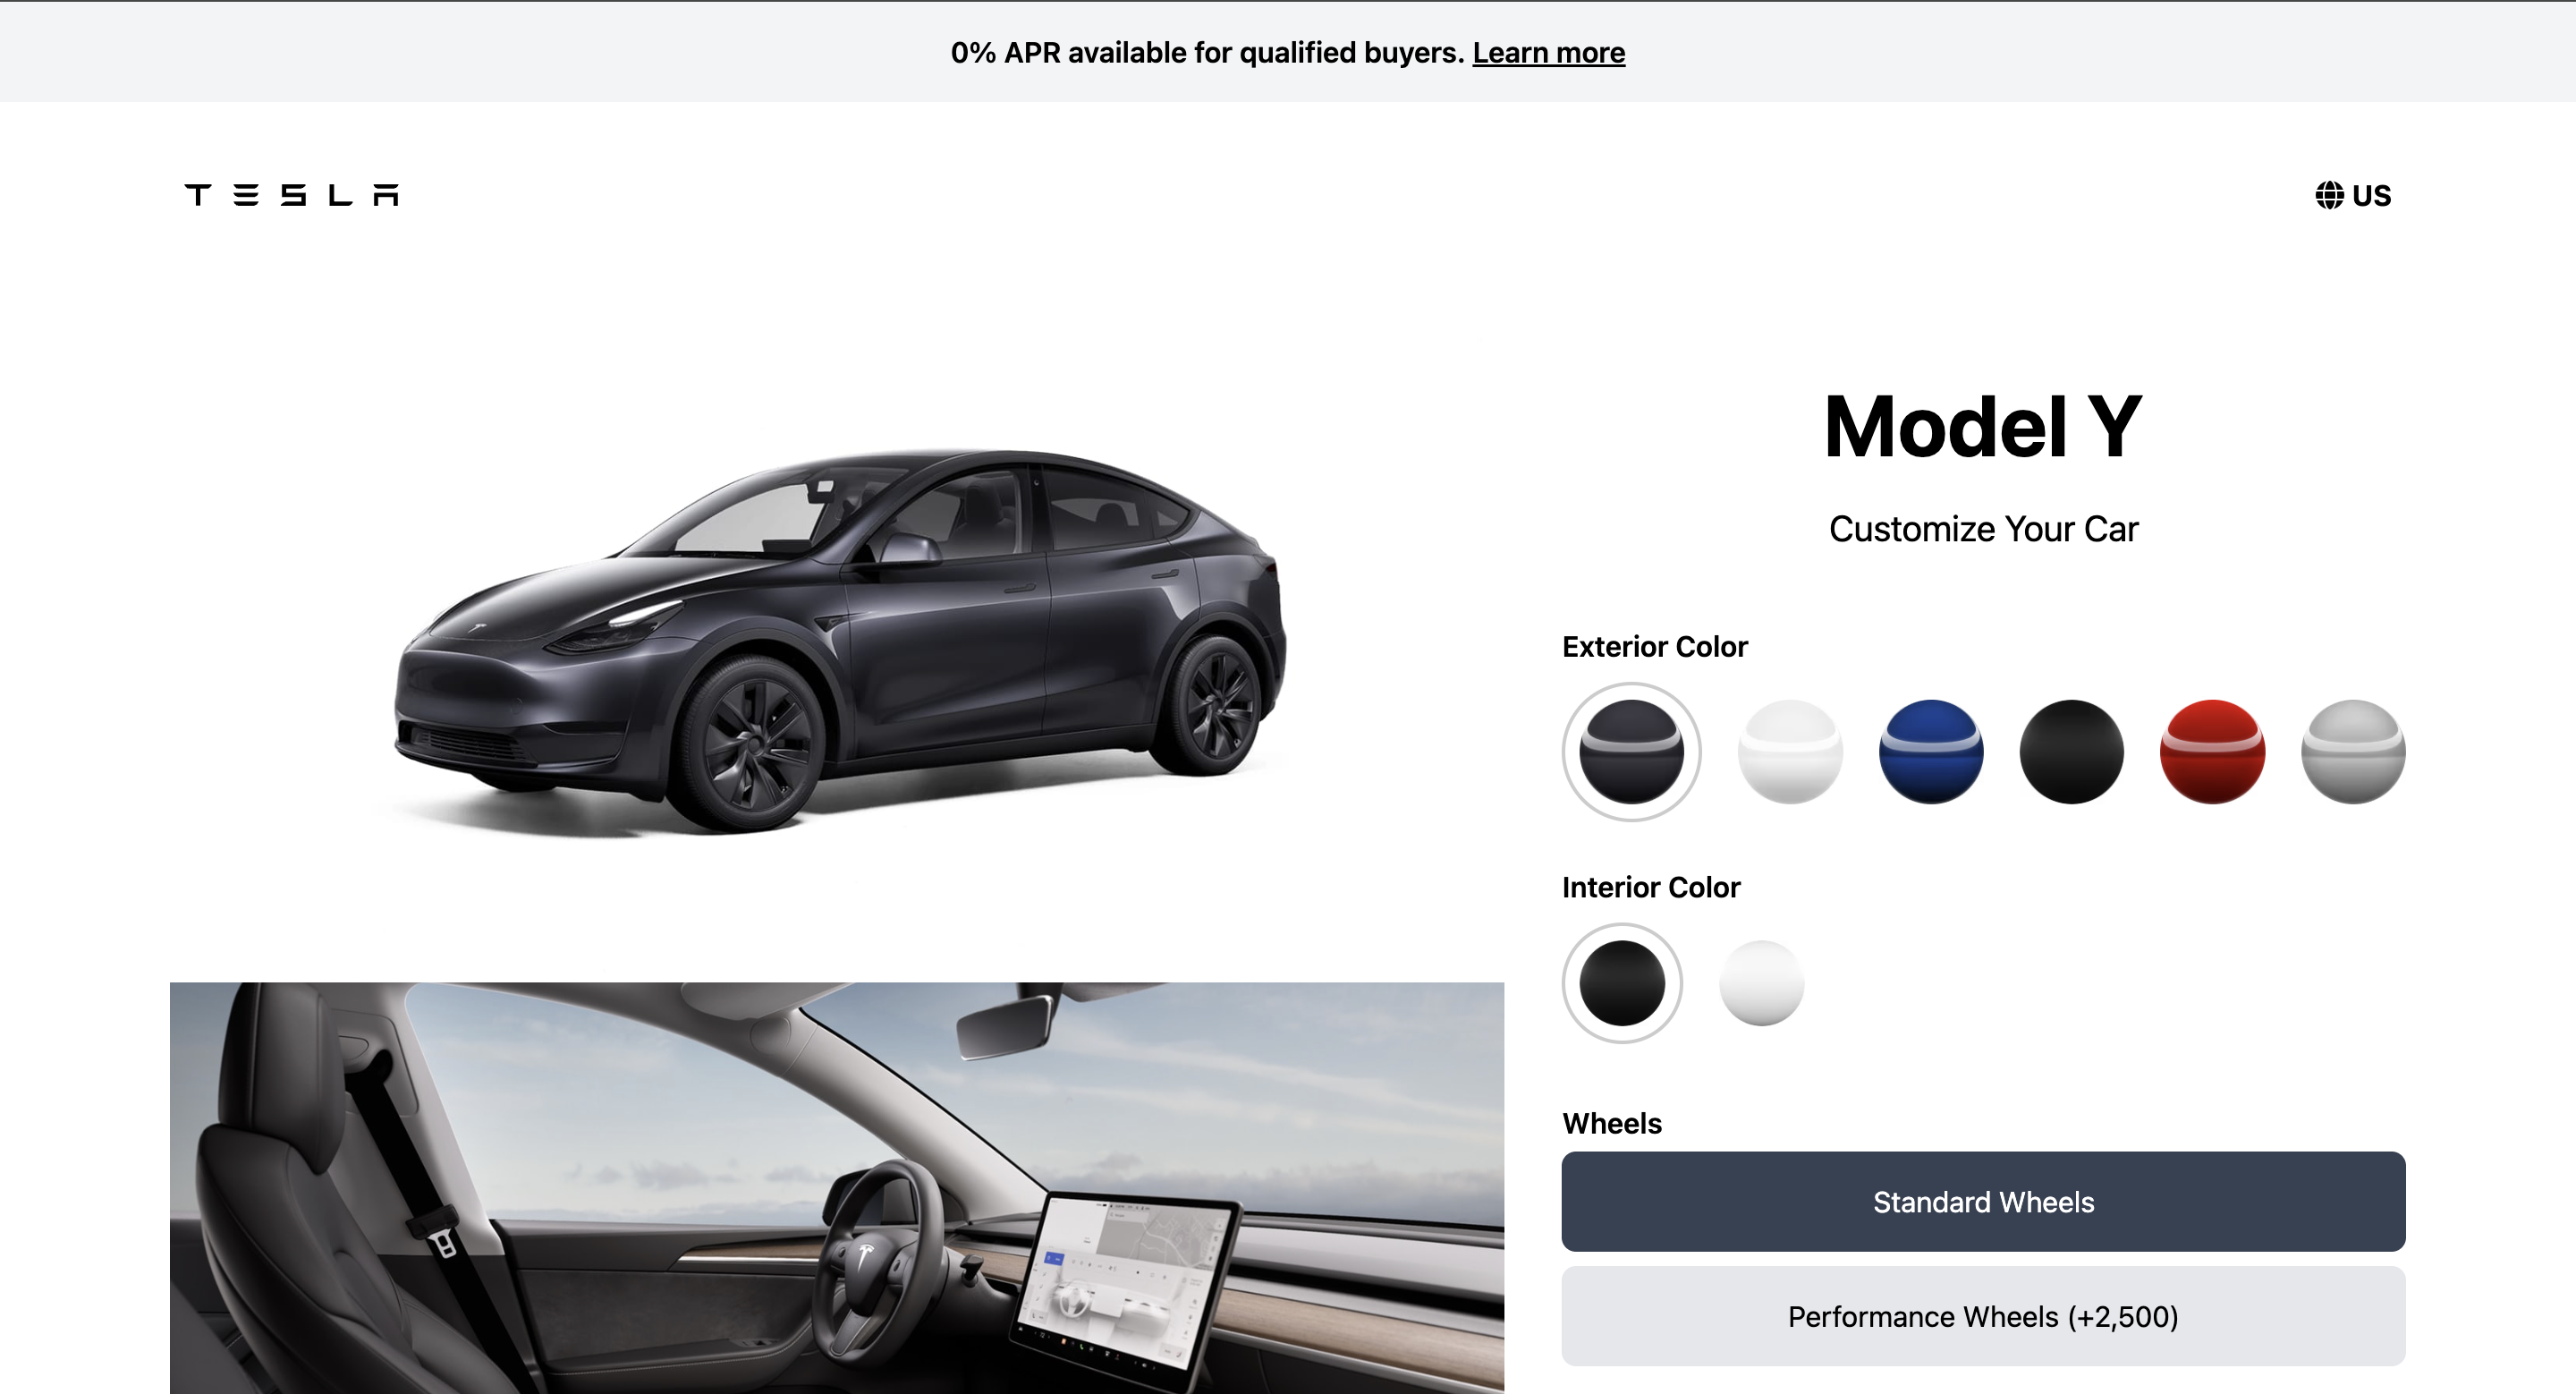 0% APR available for qualified buyers. Learn more
TESLA
US
Model Y
Customize Your Car
Exterior Color
Interior Color
Wheels
Standard Wheels
Performance Wheels (+2,500)